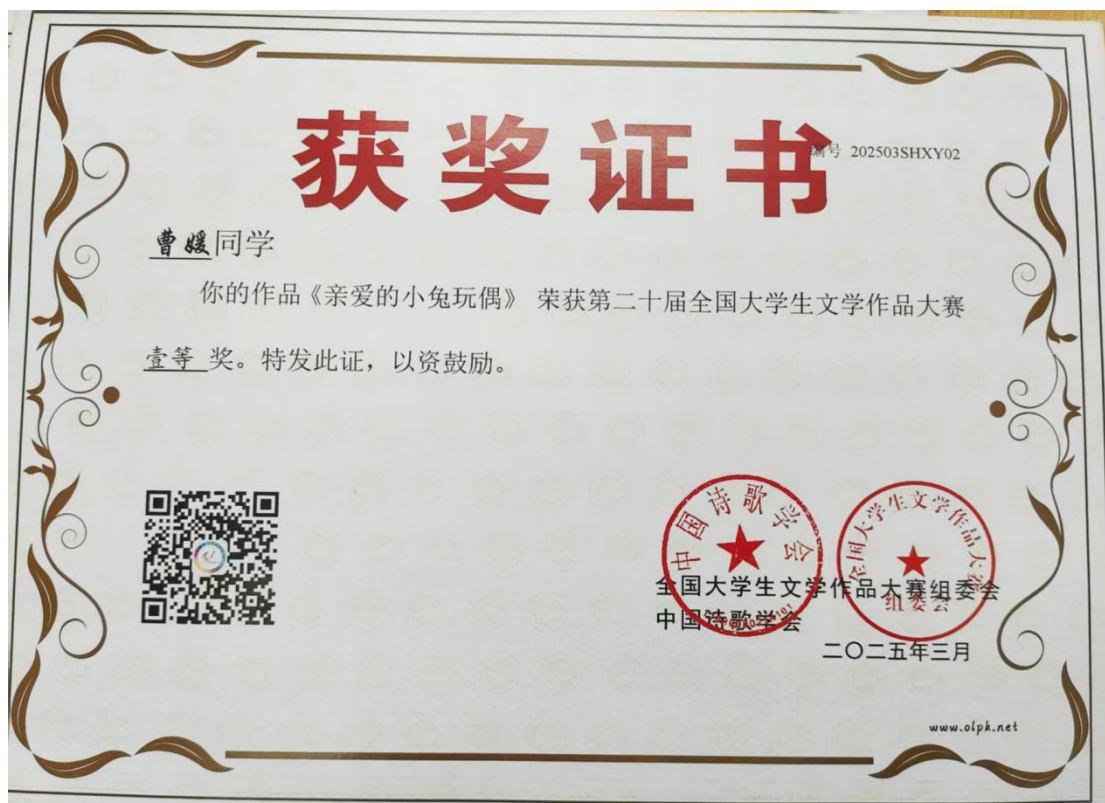 获奖证书
编号 202503SHXY02
曹媛同学
你的作品《亲爱的小兔玩偶》 荣获第二十届全国大学生文学作品大赛
壹等 奖。特发此证，以资鼓励。
中国诗歌学会
全国大学生文学作品大赛
组委会
全国大学生文学作品大赛组委会
中国诗歌学会
二〇二五年三月
www.olpk.net